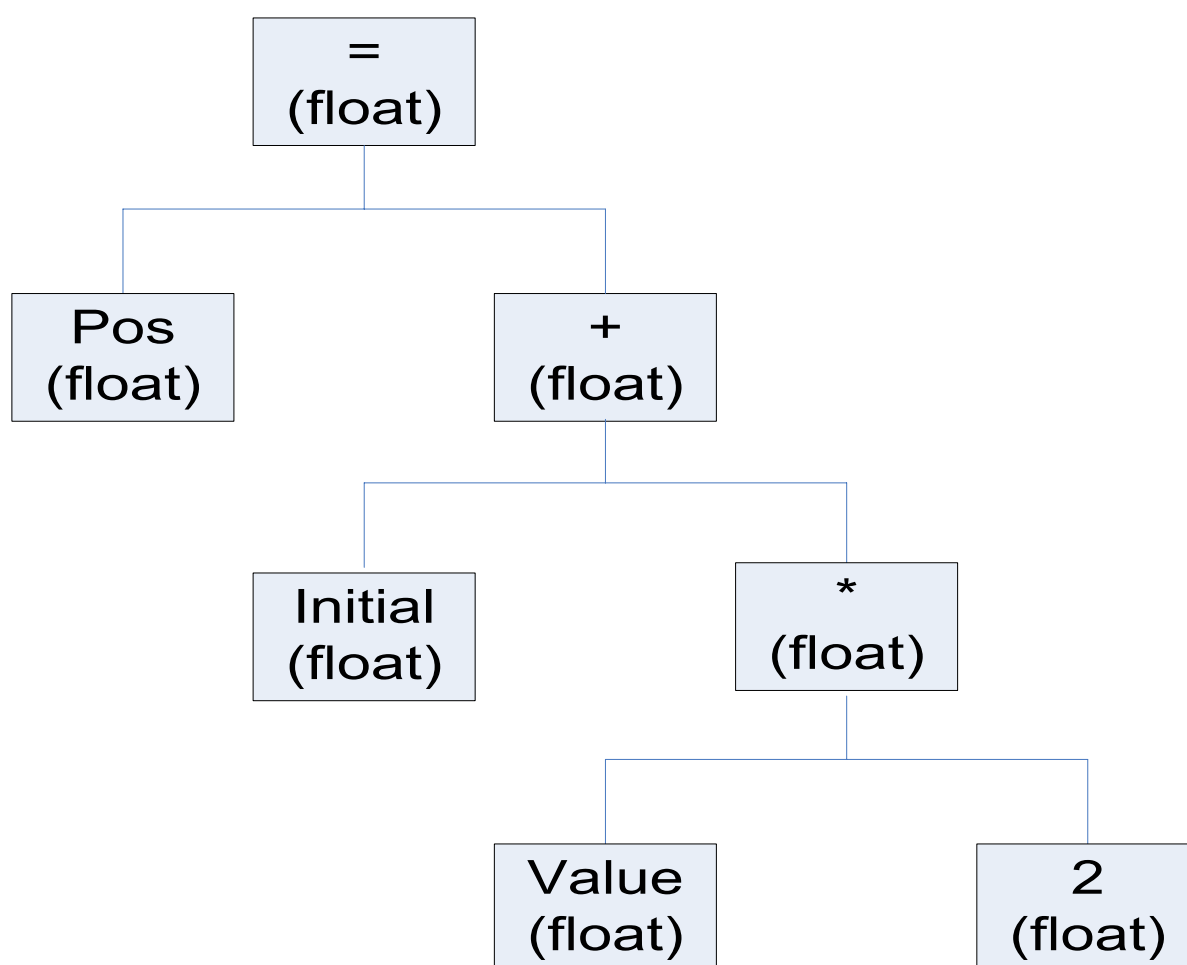 =
(float)
Pos
(float)
+
(float)
Initial
(float)
*
(float)
Value
(float)
2
(float)